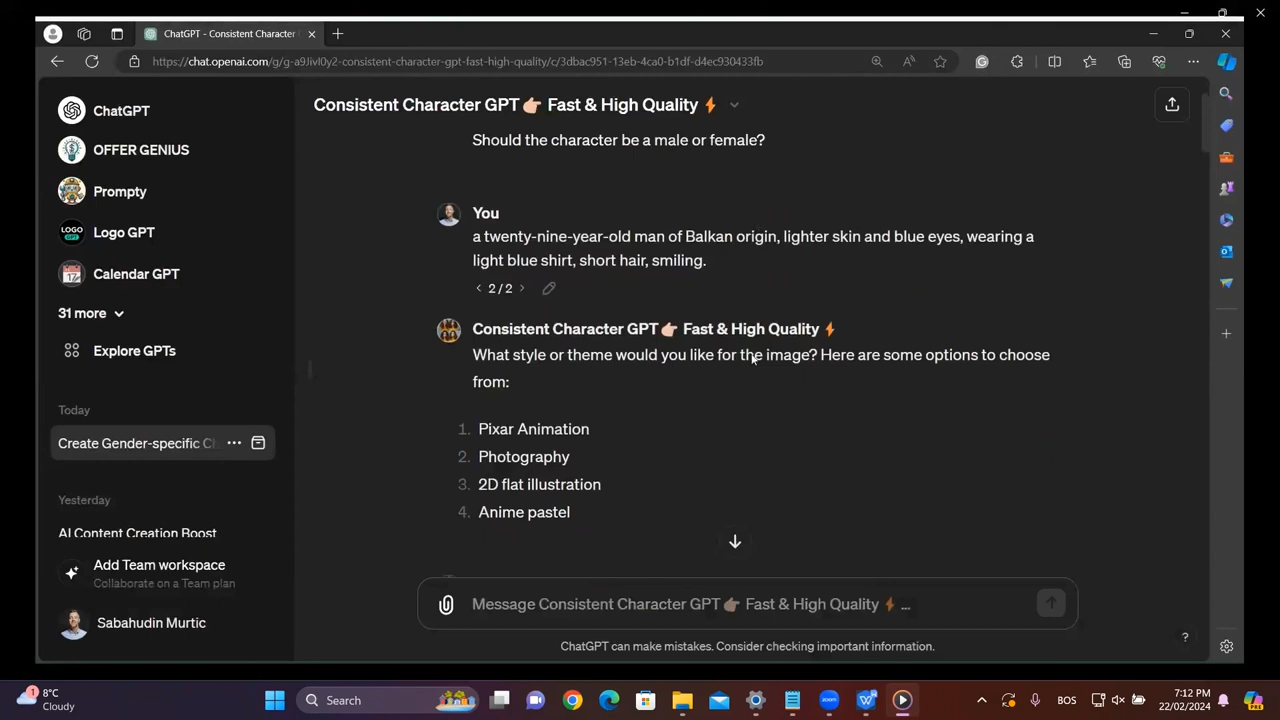 ChatGPT - Consistent Character
https://chat.openai.com/g/g-a9JivI0y2-consistent-character-gpt-fast-high-quality/c/3dbac951-13eb-4ca0-b1df-d4ec930433fb
ChatGPT
OFFER GENIUS
Prompty
LOGO
GPT
Logo GPT
17
Calendar GPT
31 more
Explore GPTs
Today
Create Gender-specific C
Yesterday
AI Content Creation Boost
Add Team workspace
Collaborate on a Team plan
Sabahudin Murtic
Consistent Character GPT 👉🏼 Fast & High Quality ⚡
Should the character be a male or female?
You
a twenty-nine-year-old man of Balkan origin, lighter skin and blue eyes, wearing a
light blue shirt, short hair, smiling.
2 / 2
Consistent Character GPT 👉🏼 Fast & High Quality ⚡
What style or theme would you like for the image? Here are some options to choose
from:
1. Pixar Animation
2. Photography
3. 2D flat illustration
4. Anime pastel
Message Consistent Character GPT 👉🏼 Fast & High Quality ⚡ ...
ChatGPT can make mistakes. Consider checking important information.
?
1
8°C
Cloudy
Search
zoom
BOS
7:12 PM
22/02/2024